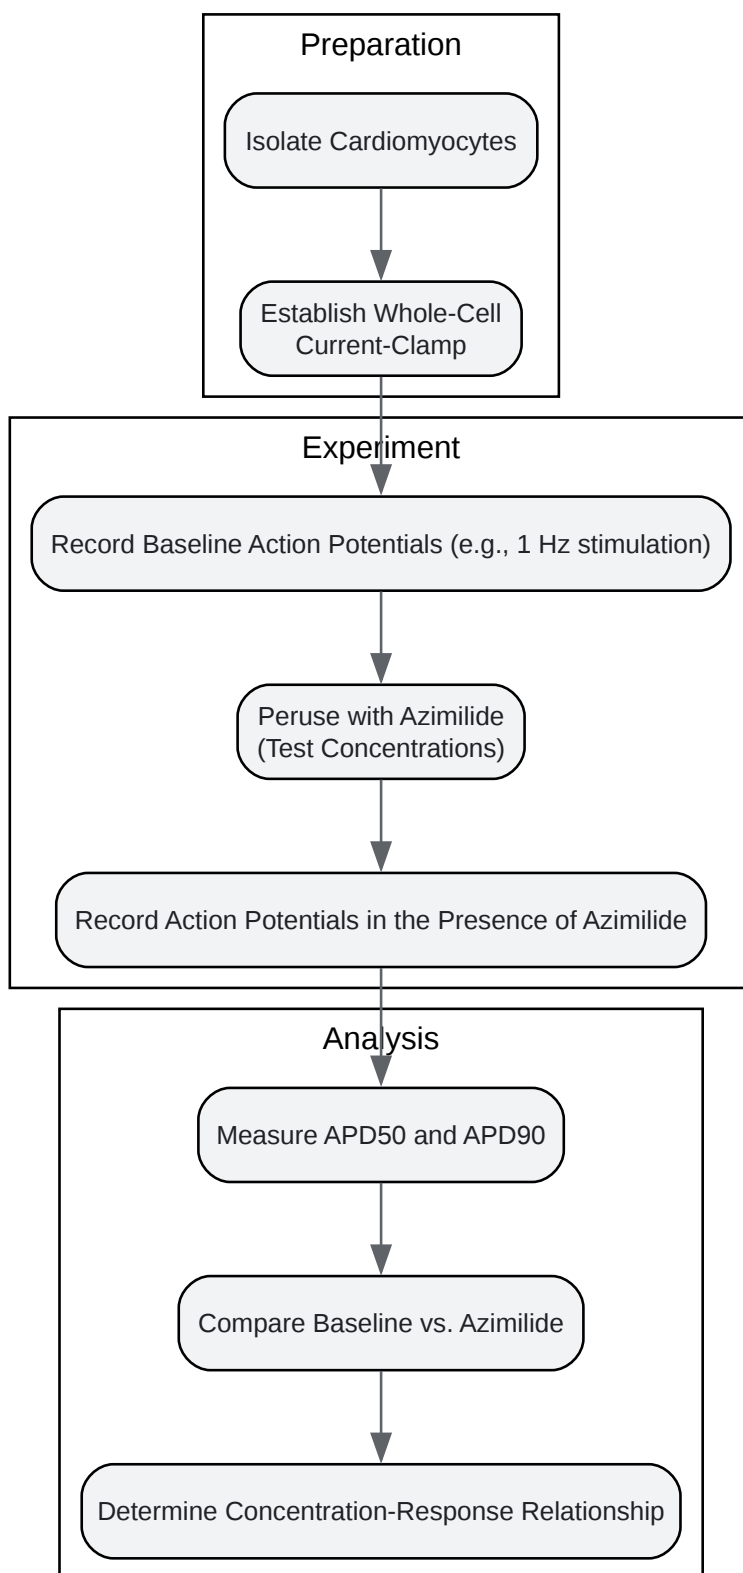 Preparation
Isolate Cardiomyocytes
Establish Whole-Cell
Current-Clamp
Experiment
Record Baseline Action Potentials (e.g., 1 Hz stimulation)
Peruse with Azimilide
(Test Concentrations)
Record Action Potentials in the Presence of Azimilide
Analysis
Measure APD50 and APD90
Compare Baseline vs. Azimilide
Determine Concentration-Response Relationship